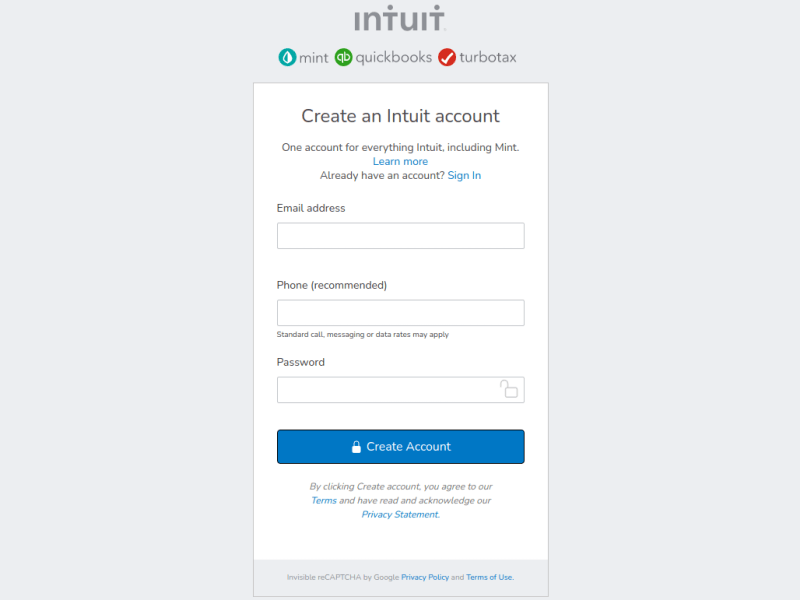 intuit
mint quickbooks turbotax
Create an Intuit account
One account for everything Intuit, including Mint.
Learn more
Already have an account? Sign In
Email address
Phone (recommended)
Standard call, messaging or data rates may apply
Password
Create Account
By clicking Create account, you agree to our
Terms and have read and acknowledge our
Privacy Statement.
Invisible reCAPTCHA by Google Privacy Policy and Terms of Use.